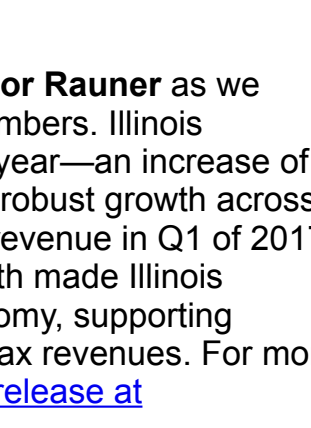 or Rauner as we
mbers. Illinois
year—an increase of
robust growth across
revenue in Q1 of 2017
th made Illinois
omy, supporting
ax revenues. For mo
release at